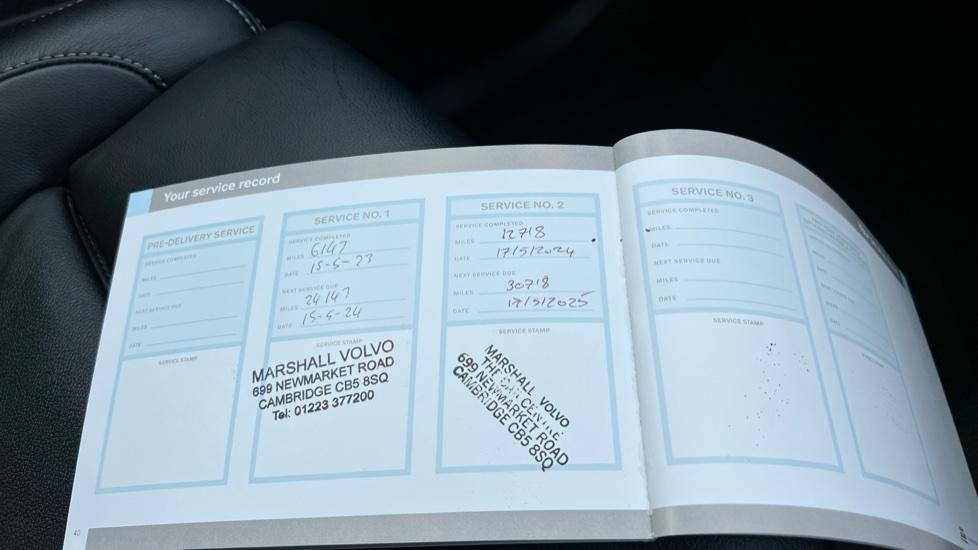 Your service record
PRE-DELIVERY SERVICE
SERVICE COMPLETED
MILES
DATE
NEXT SERVICE DUE
MILES
DATE
SERVICE STAMP
SERVICE NO. 1
SERVICE COMPLETED
MILES 6147
DATE 15-5-23
NEXT SERVICE DUE
MILES 24147
DATE 15-5-24
SERVICE STAMP
MARSHALL VOLVO
699 NEWMARKET ROAD
CAMBRIDGE CB5 8SQ
Tel: 01223 377200
SERVICE NO. 2
SERVICE COMPLETED
MILES 12718
DATE 17/5/2024
NEXT SERVICE DUE
MILES 30718
DATE 17/5/2025
SERVICE STAMP
MARSHALL VOLVO
THE CAR CENTRE
699 NEWMARKET ROAD
CAMBRIDGE CB5 8SQ
SERVICE NO. 3
SERVICE COMPLETED
MILES
DATE
NEXT SERVICE DUE
MILES
DATE
SERVICE STAMP
40